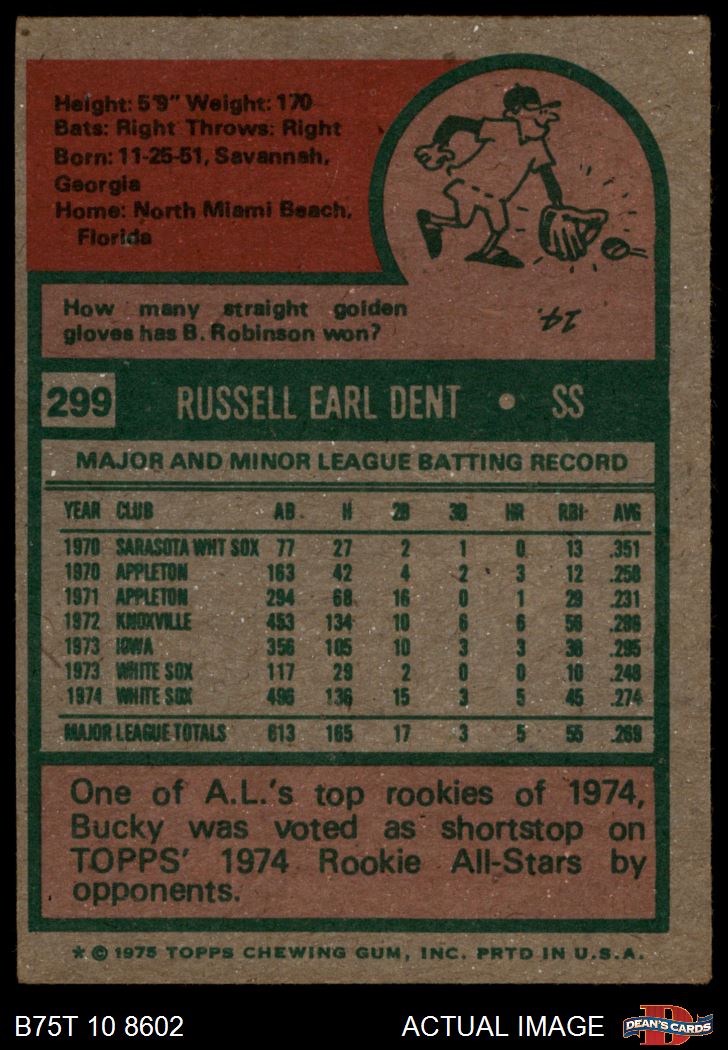 Height: 5'9" Weight: 170
Bats: Right Throws: Right
Born: 11-25-51, Savannah,
Georgia
Home: North Miami Beach,
Florida
How many straight golden
gloves has B. Robinson won?
14.
299 RUSSELL EARL DENT • SS
MAJOR AND MINOR LEAGUE BATTING RECORD
YEAR CLUB AB. H 2B 3B HR RBI AVG
1970 SARASOTA WHT SOX 77 27 2 1 0 13 .351
1970 APPLETON 163 42 4 2 3 12 .258
1971 APPLETON 294 68 16 0 1 29 .231
1972 KNOXVILLE 453 134 10 6 6 56 .296
1973 IOWA 356 105 10 3 3 38 .295
1973 WHITE SOX 117 29 2 0 0 10 .248
1974 WHITE SOX 496 136 15 3 5 45 .274
MAJOR LEAGUE TOTALS 613 165 17 3 5 55 .269
One of A.L.'s top rookies of 1974,
Bucky was voted as shortstop on
TOPPS' 1974 Rookie All-Stars by
opponents.
* © 1975 TOPPS CHEWING GUM, INC. PRTD IN U.S.A.
B75T 10 8602 ACTUAL IMAGE DEAN'S CARDS